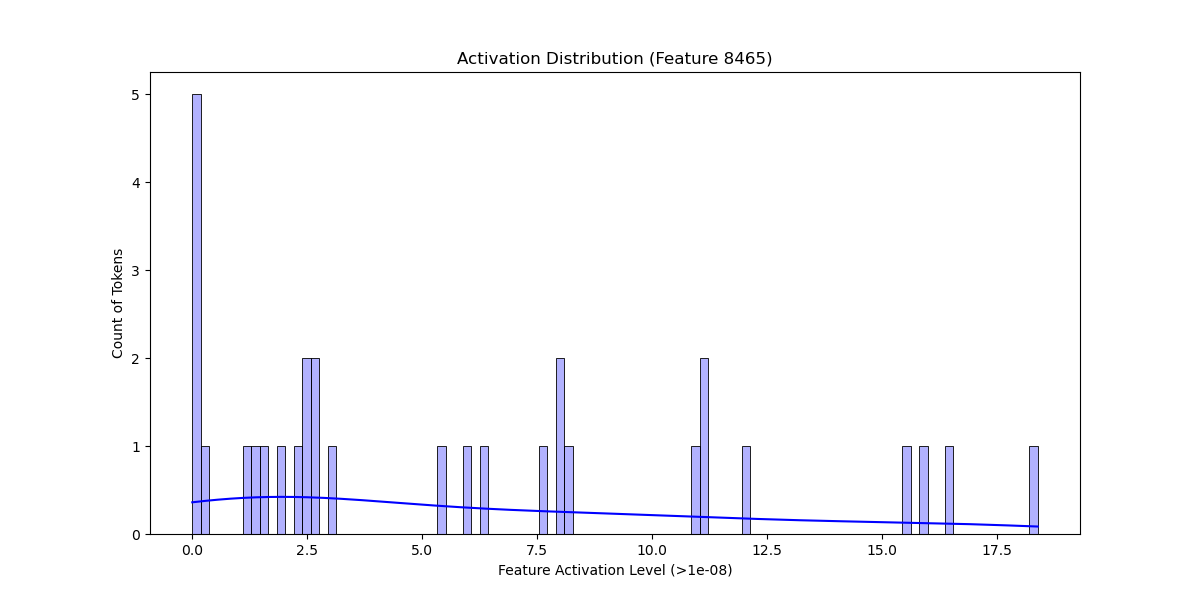 Activation Distribution (Feature 8465)
5
4
3
2
1
0
Count of Tokens
0.0 2.5 5.0 7.5 10.0 12.5 15.0 17.5
Feature Activation Level (>1e-08)